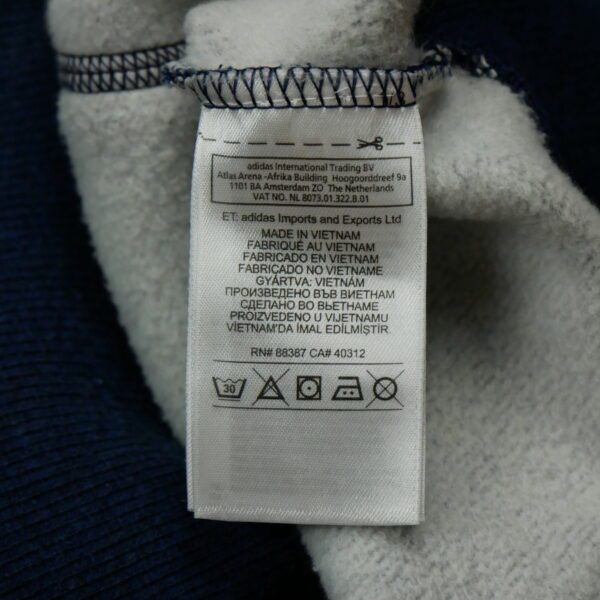 adidas International Trading BV
Atlas Arena -Afrika Building Hoogoorddreef 9a
1101 BA Amsterdam ZO The Netherlands
VAT NO. NL 8073.01.322.B.01
ET: adidas Imports and Exports Ltd
MADE IN VIETNAM
FABRIQUÉ AU VIETNAM
FABRICADO EN VIETNAM
FABRICADO NO VIETNAME
GYÁRTVA: VIETNÁM
ПРОИЗВЕДЕНО ВЪВ ВИЕТНАМ
СДЕЛАНО ВО ВЬЕТНАМЕ
PROIZVEDENO U VIJETNAMU
VİETNAM'DA İMAL EDİLMİŞTİR
RN# 88387 CA# 40312
30